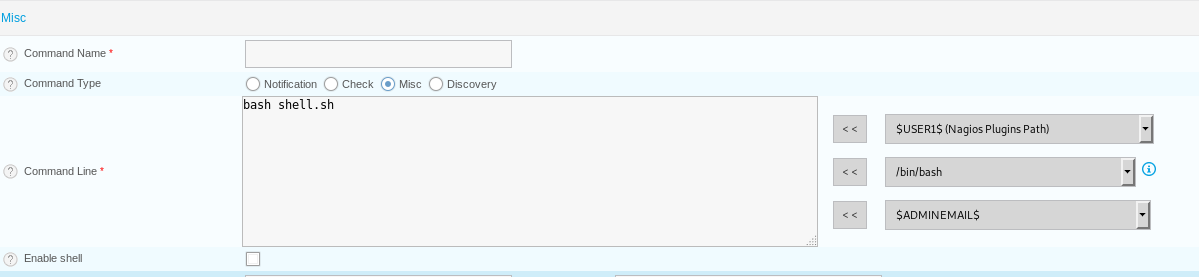 Misc
? Command Name *
? Command Type Notification Check Misc Discovery
bash shell.sh
<< $USER1$ (Nagios Plugins Path)
? Command Line * << /bin/bash i
<< $ADMINEMAIL$
? Enable shell